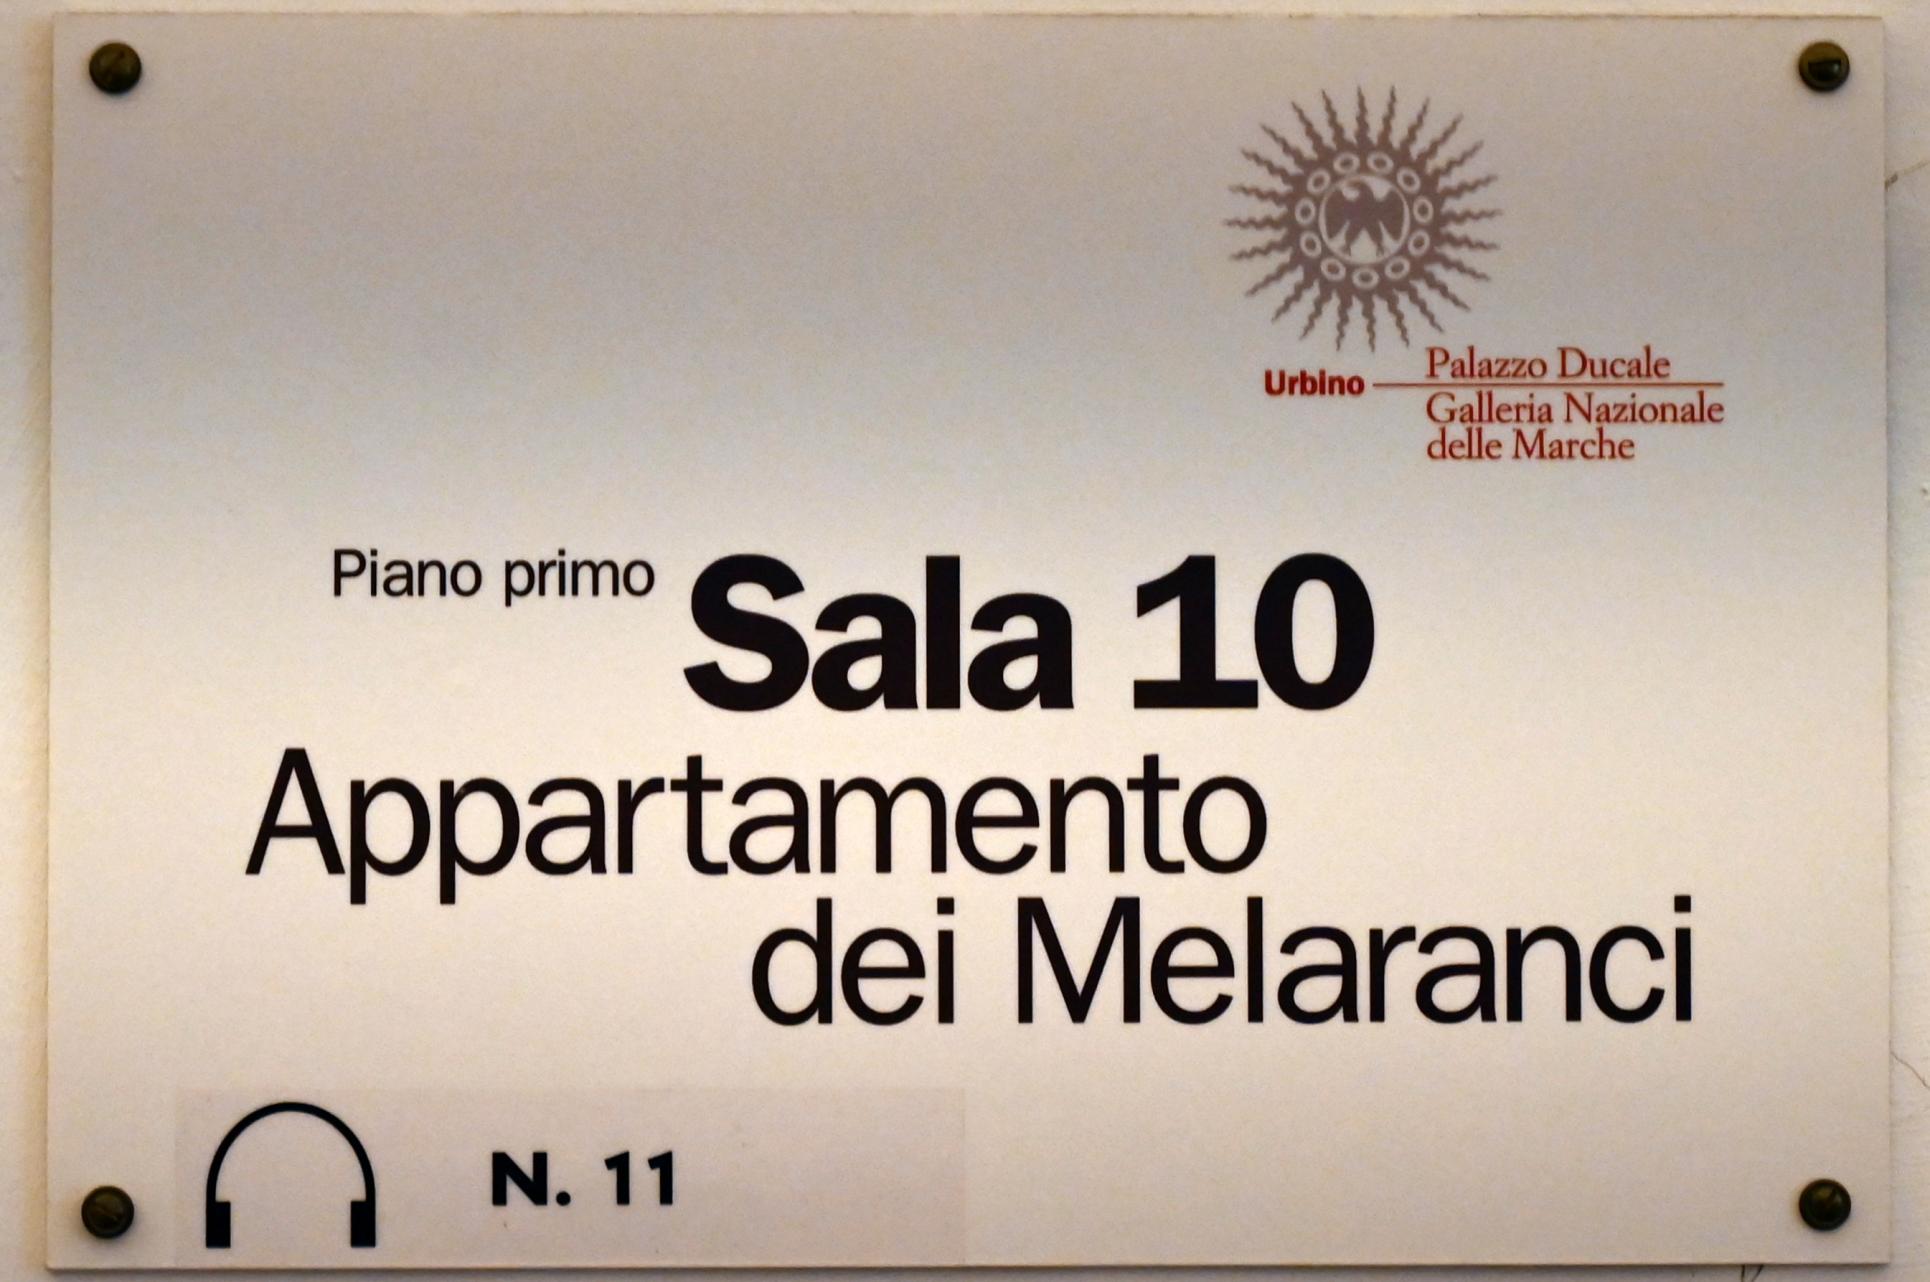 Urbino
Palazzo Ducale
Galleria Nazionale
delle Marche
Piano primo Sala 10
Appartamento
dei Melaranci
N. 11